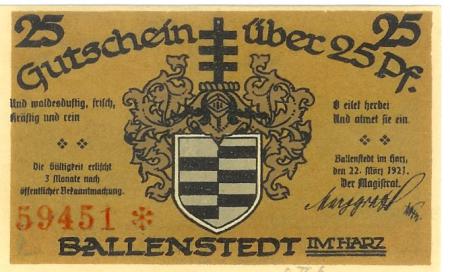 25 25
Gutschein über 25 Pf.
Und waldesduftig, frisch,
kräftig und rein
O eilet herbei
Und atmet sie ein.
Die Gültigkeit erlischt
3 Monate nach
öffentlicher Bekanntmachung.
Ballenstedt im Harz,
den 22. März 1921.
Der Magistrat.
59451 *
BALLENSTEDT IM HARZ